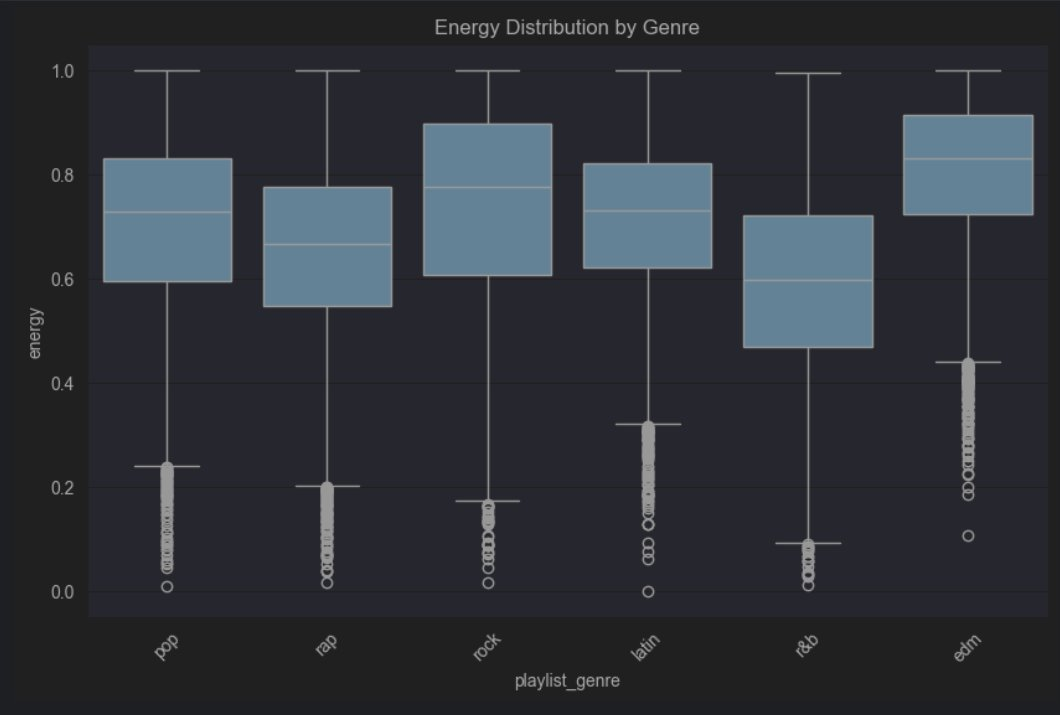 Energy Distribution by Genre
1.0
0.8
0.6
0.4
0.2
0.0
energy
pop
rap
rock
latin
r&b
edm
playlist_genre